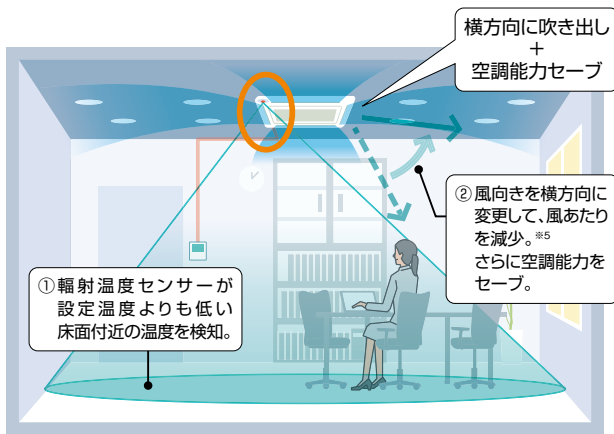 横方向に吹き出し
＋
空調能力セーブ
②風向きを横方向に
変更して、風あたり
を減少。※5
さらに空調能力を
セーブ。
①輻射温度センサーが
設定温度よりも低い
床面付近の温度を検知。